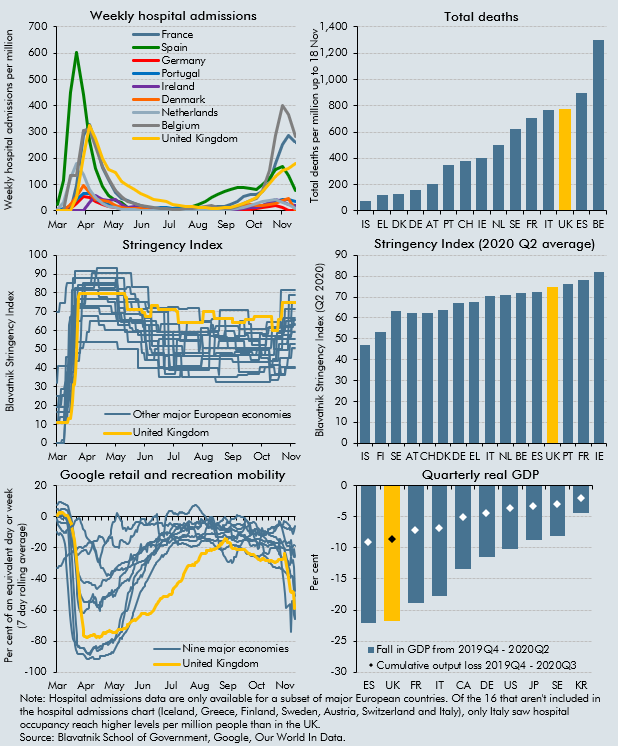 Weekly hospital admissions
Weekly hospital admissions per million
700
600
500
400
300
200
100
0
France
Spain
Germany
Portugal
Ireland
Denmark
Netherlands
Belgium
United Kingdom
Mar Apr May Jun Jul Aug Sep Oct Nov
Total deaths
Total deaths per million up to 18 Nov
1,400
1,200
1,000
800
600
400
200
0
IS EL DK DE AT PT CH IE NL SE FR IT UK ES BE
Stringency Index
Blavatnik Stringency Index
100
90
80
70
60
50
40
30
20
10
0
Other major European economies
United Kingdom
Mar Apr May Jun Jul Aug Sep Oct Nov
Stringency Index (2020 Q2 average)
Blavatnik Stringency Index (Q2 2020)
90
80
70
60
50
40
30
20
10
0
IS FI SE AT CH DK DE EL IT NL BE ES UK PT FR IE
Google retail and recreation mobility
Per cent of an equivalent day or week
(7 day rolling average)
20
0
-20
-40
-60
-80
-100
Nine major economies
United Kingdom
Mar Apr May Jun Jul Aug Sep Oct Nov
Quarterly real GDP
Per cent
0
-5
-10
-15
-20
-25
-30
Fall in GDP from 2019Q4 - 2020Q2
Cumulative output loss 2019Q4 - 2020Q3
ES UK FR IT CA DE US JP SE KR
Note: Hospital admissions data are only available for a subset of major European countries. Of the 16 that aren't included in
the hospital admissions chart (Iceland, Greece, Finland, Sweden, Austria, Switzerland and Italy), only Italy saw hospital
occupancy reach higher levels per million people than in the UK.
Source: Blavatnik School of Government, Google, Our World In Data.